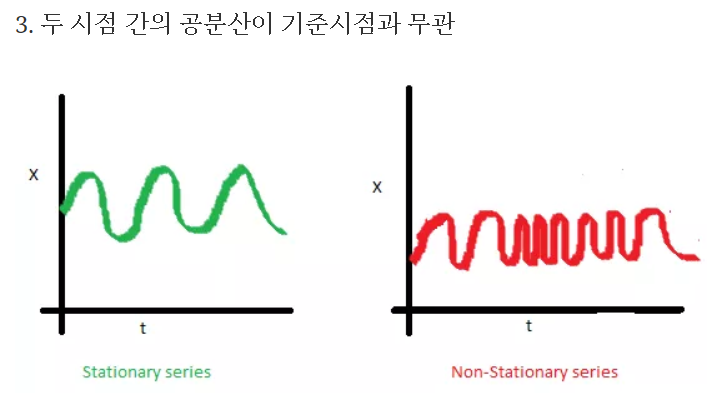 3. 두 시점 간의 공분산이 기준시점과 무관
X
t
Stationary series
X
t
Non-Stationary series